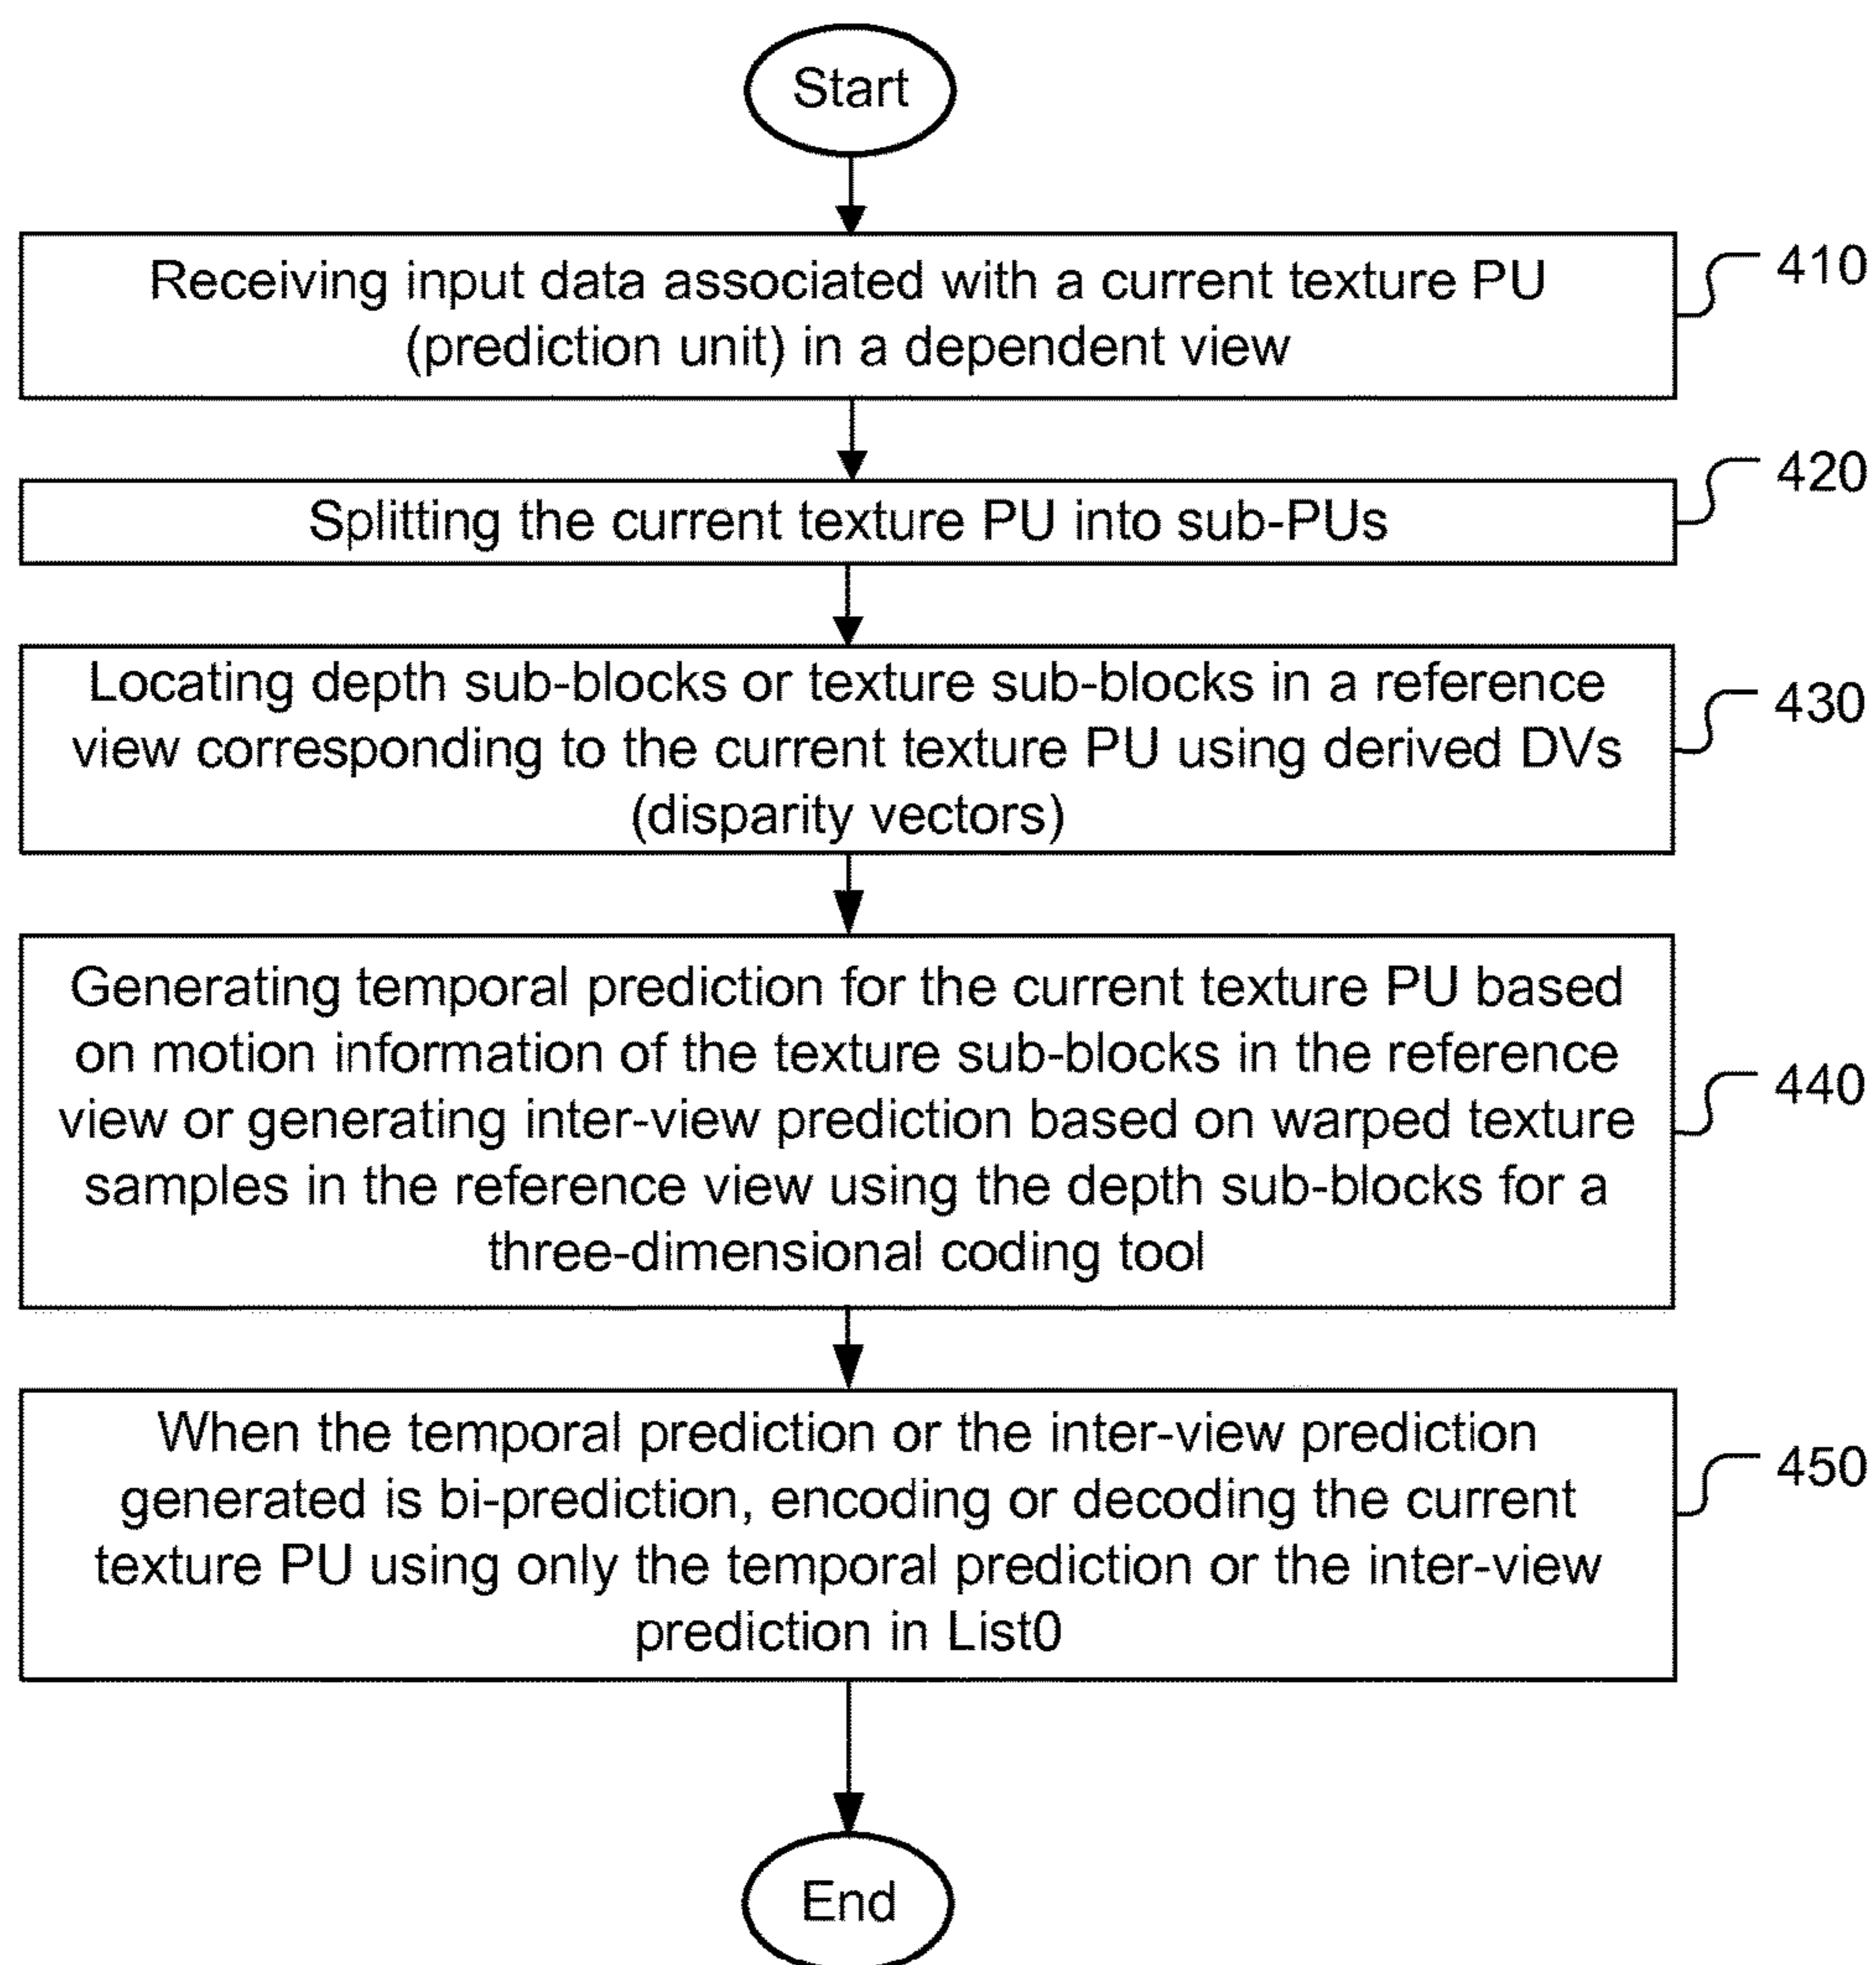 Start
Receiving input data associated with a current texture PU
(prediction unit) in a dependent view
410
Splitting the current texture PU into sub-PUs
420
Locating depth sub-blocks or texture sub-blocks in a reference
view corresponding to the current texture PU using derived DVs
(disparity vectors)
430
Generating temporal prediction for the current texture PU based
on motion information of the texture sub-blocks in the reference
view or generating inter-view prediction based on warped texture
samples in the reference view using the depth sub-blocks for a
three-dimensional coding tool
440
When the temporal prediction or the inter-view prediction
generated is bi-prediction, encoding or decoding the current
texture PU using only the temporal prediction or the inter-view
prediction in List0
450
End